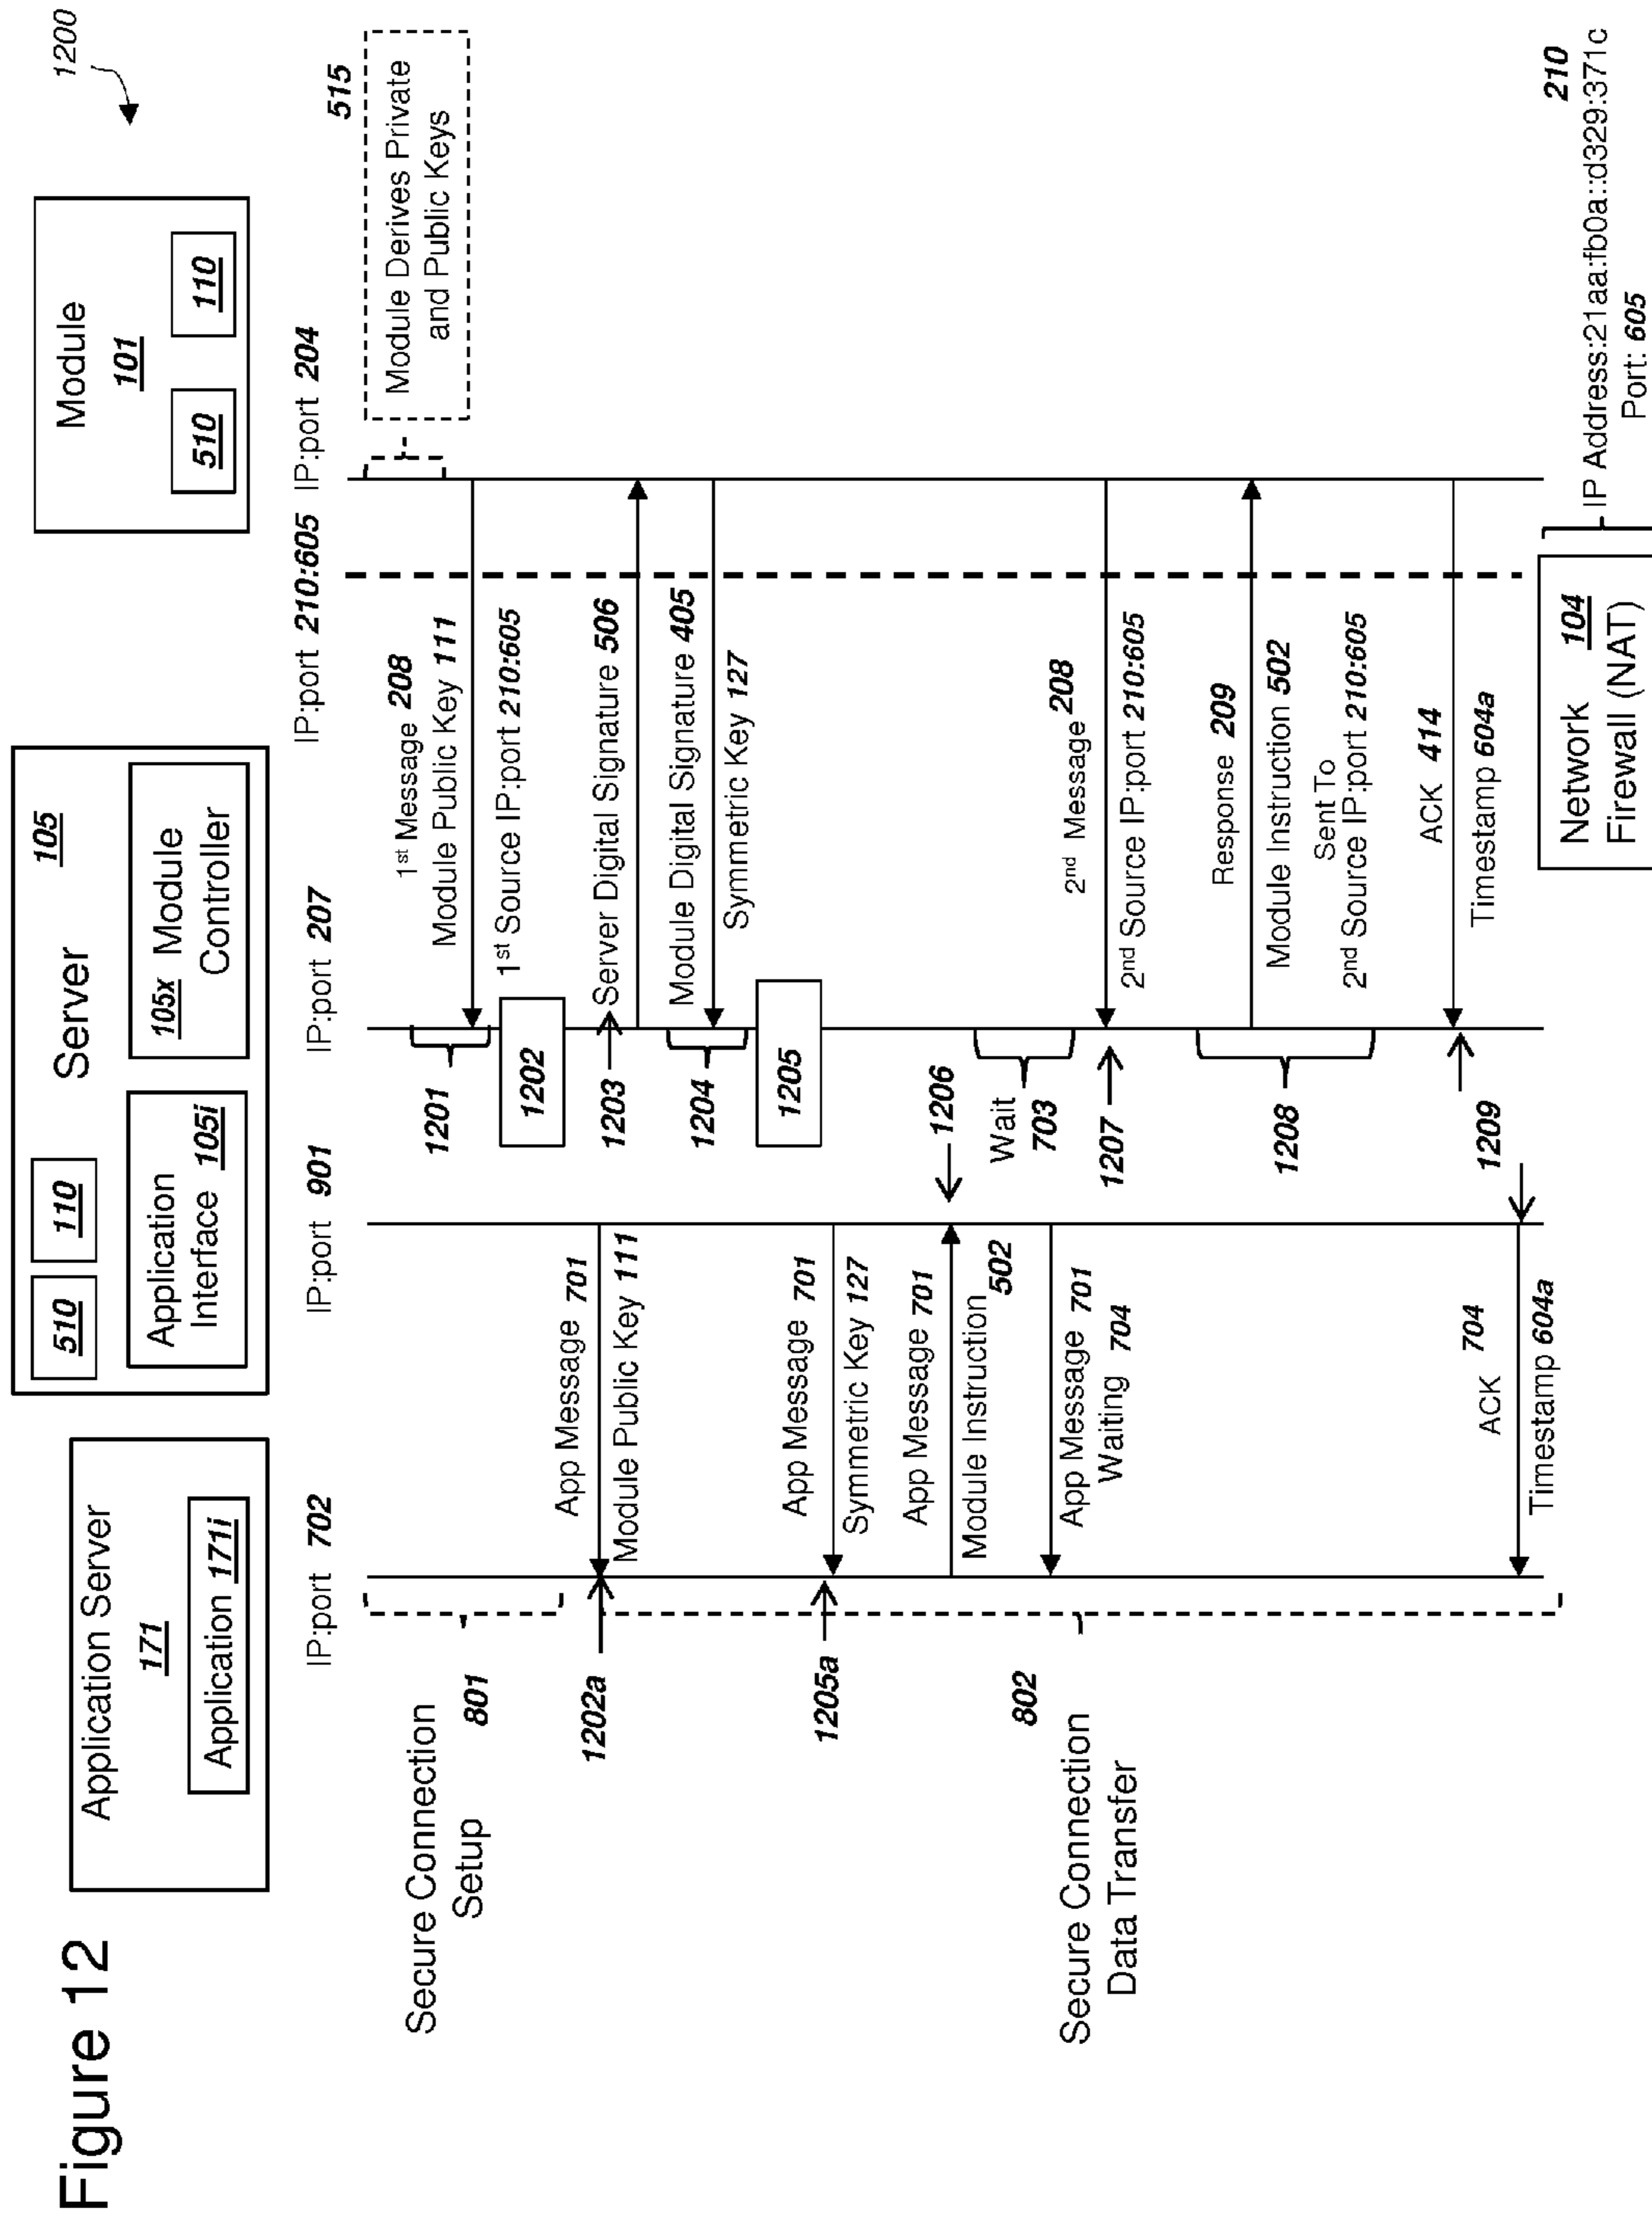 Figure 12
1200
Application Server
171
Application 171i
Server
105
510
110
Application
Interface 105i
105x Module
Controller
Module
101
510
110
IP:port 702
IP:port 901
IP:port 207
IP:port 210:605
IP:port 204
515
Module Derives Private
and Public Keys
Secure Connection
Setup
801
1201
1st Message 208
Module Public Key 111
1st Source IP:port 210:605
1202
App Message 701
Module Public Key 111
1202a
1203
Server Digital Signature 506
1204
Module Digital Signature 405
Symmetric Key 127
1205
App Message 701
Symmetric Key 127
1205a
App Message 701
Module Instruction
502
1206
Secure Connection
Data Transfer
802
App Message 701
Waiting 704
Wait
703
1207
2nd Message 208
2nd Source IP:port 210:605
1208
Response 209
Module Instruction 502
Sent To
2nd Source IP:port 210:605
1209
ACK 414
Timestamp 604a
ACK 704
Timestamp 604a
Network
104
Firewall (NAT)
210
IP Address:21aa:fb0a::d329:371c
Port: 605